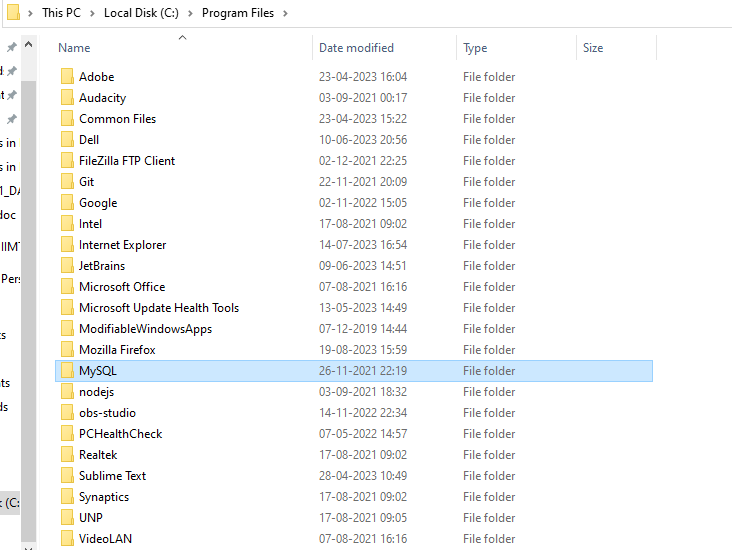 This PC > Local Disk (C:) > Program Files >
Name Date modified Type Size
Adobe 23-04-2023 16:04 File folder
Audacity 03-09-2021 00:17 File folder
Common Files 23-04-2023 15:22 File folder
Dell 10-06-2023 20:56 File folder
s in
FileZilla FTP Client 02-12-2021 22:25 File folder
s in
Git 22-11-2021 20:09 File folder
1_DA
Google 02-11-2022 15:05 File folder
doc
Intel 17-08-2021 09:02 File folder
IIMT
Internet Explorer 14-07-2023 16:54 File folder
JetBrains 09-06-2023 14:51 File folder
Pers
Microsoft Office 07-08-2021 16:16 File folder
Microsoft Update Health Tools 13-05-2023 14:49 File folder
ModifiableWindowsApps 07-12-2019 14:44 File folder
ts
Mozilla Firefox 19-08-2023 15:59 File folder
MySQL 26-11-2021 22:19 File folder
nts
nodejs 03-09-2021 18:32 File folder
ds
obs-studio 14-11-2022 22:34 File folder
PCHealthCheck 07-05-2022 14:57 File folder
Realtek 17-08-2021 09:02 File folder
Sublime Text 28-04-2023 10:49 File folder
Synaptics 17-08-2021 09:02 File folder
k (C:
UNP 17-08-2021 09:05 File folder
VideoLAN 07-08-2021 16:16 File folder